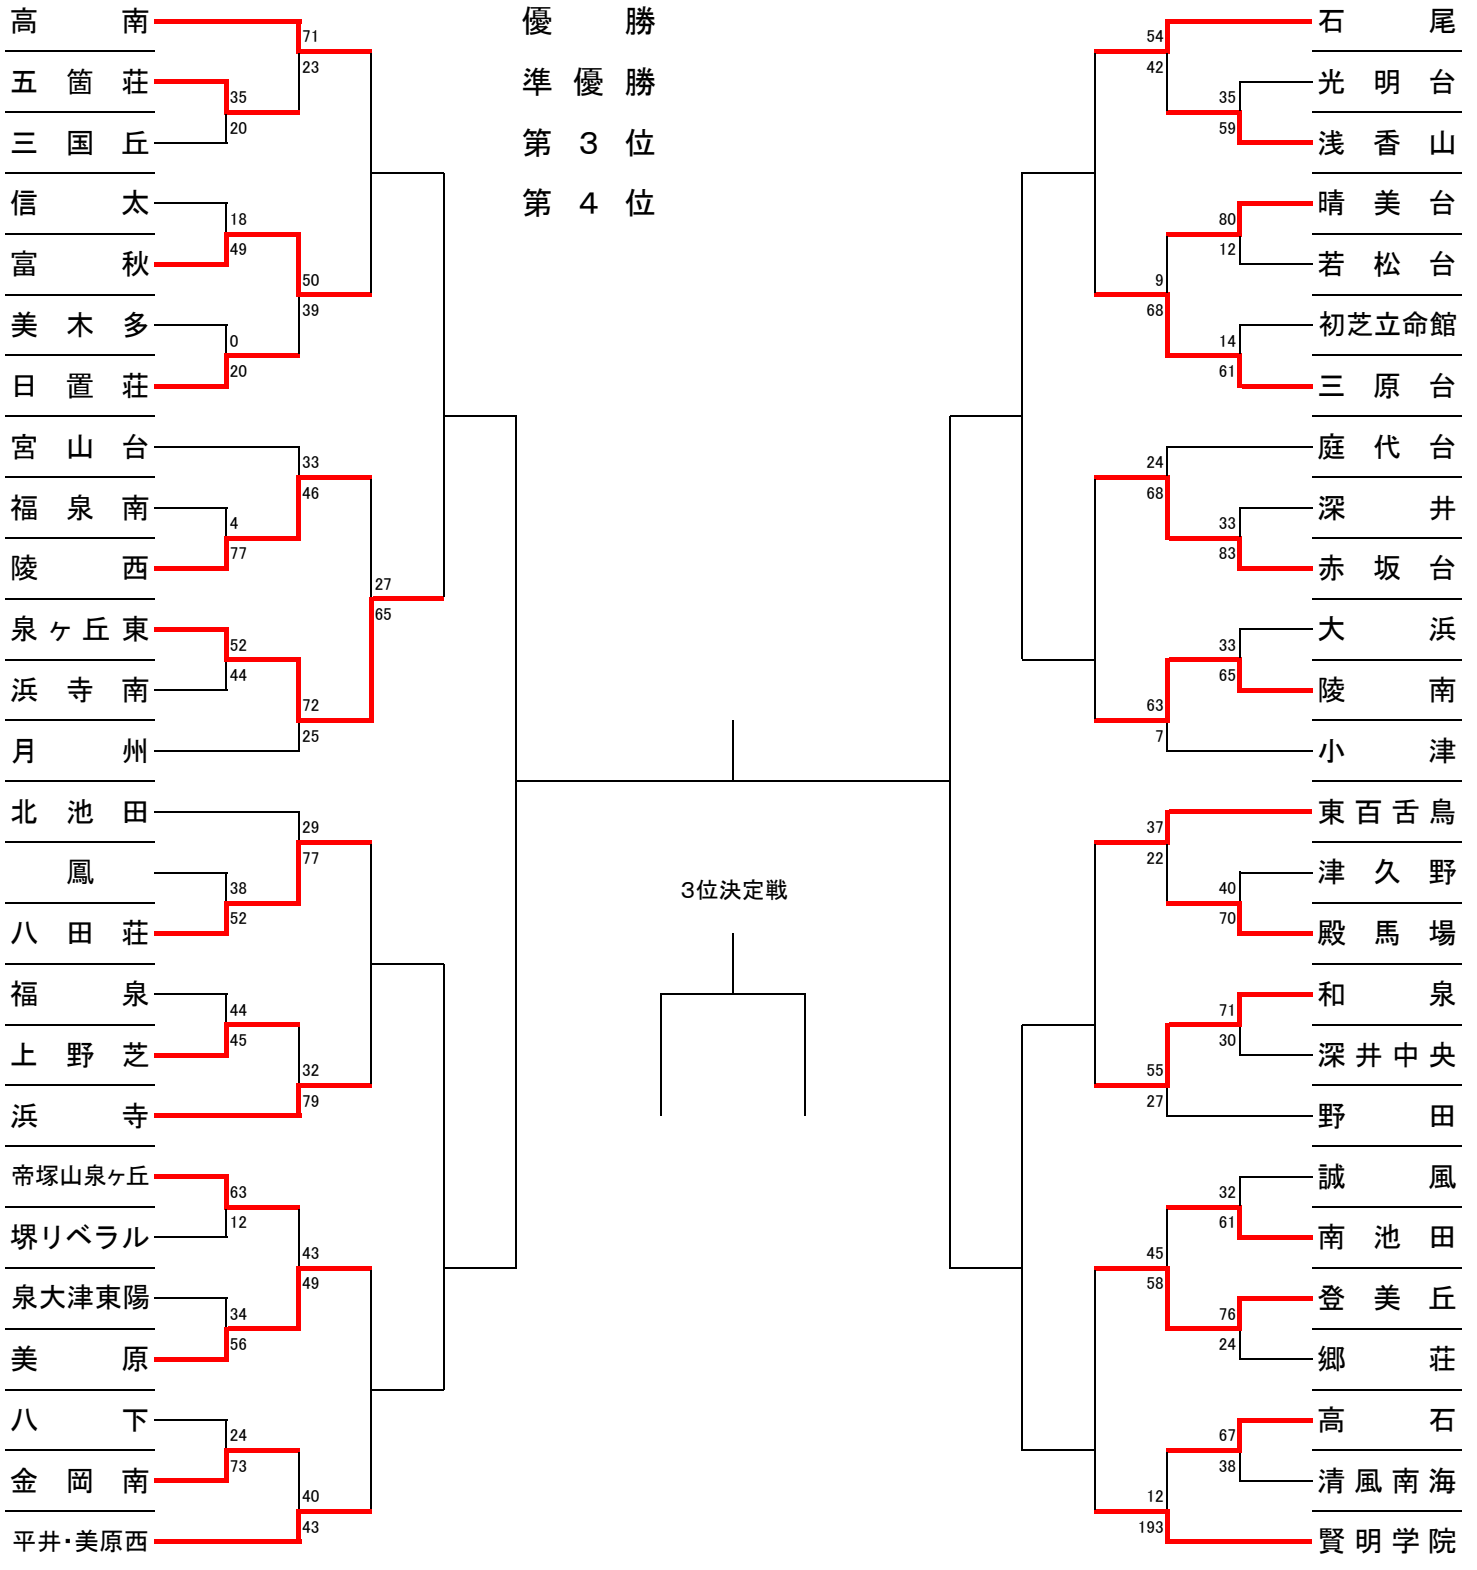 高南
71
23
五箇荘
35
20
三国丘
信太
18
49
富秋
50
39
美木多
0
20
日置荘
宮山台
33
46
福泉南
4
77
陵西
27
65
泉ヶ丘東
52
44
浜寺南
72
25
月州
北池田
29
77
鳳
38
52
八田荘
福泉
44
45
上野芝
32
79
浜寺
帝塚山泉ヶ丘
63
12
堺リベラル
43
49
泉大津東陽
34
56
美原
八下
24
73
金岡南
40
43
平井・美原西
優勝
準優勝
第3位
第4位
3位決定戦
石尾
54
42
光明台
35
59
浅香山
晴美台
80
12
若松台
9
68
初芝立命館
14
61
三原台
庭代台
24
68
深井
33
83
赤坂台
大浜
33
65
陵南
63
7
小津
東百舌鳥
37
22
津久野
40
70
殿馬場
和泉
71
30
深井中央
55
27
野田
誠風
32
61
南池田
45
58
登美丘
76
24
郷荘
高石
67
38
清風南海
12
193
賢明学院